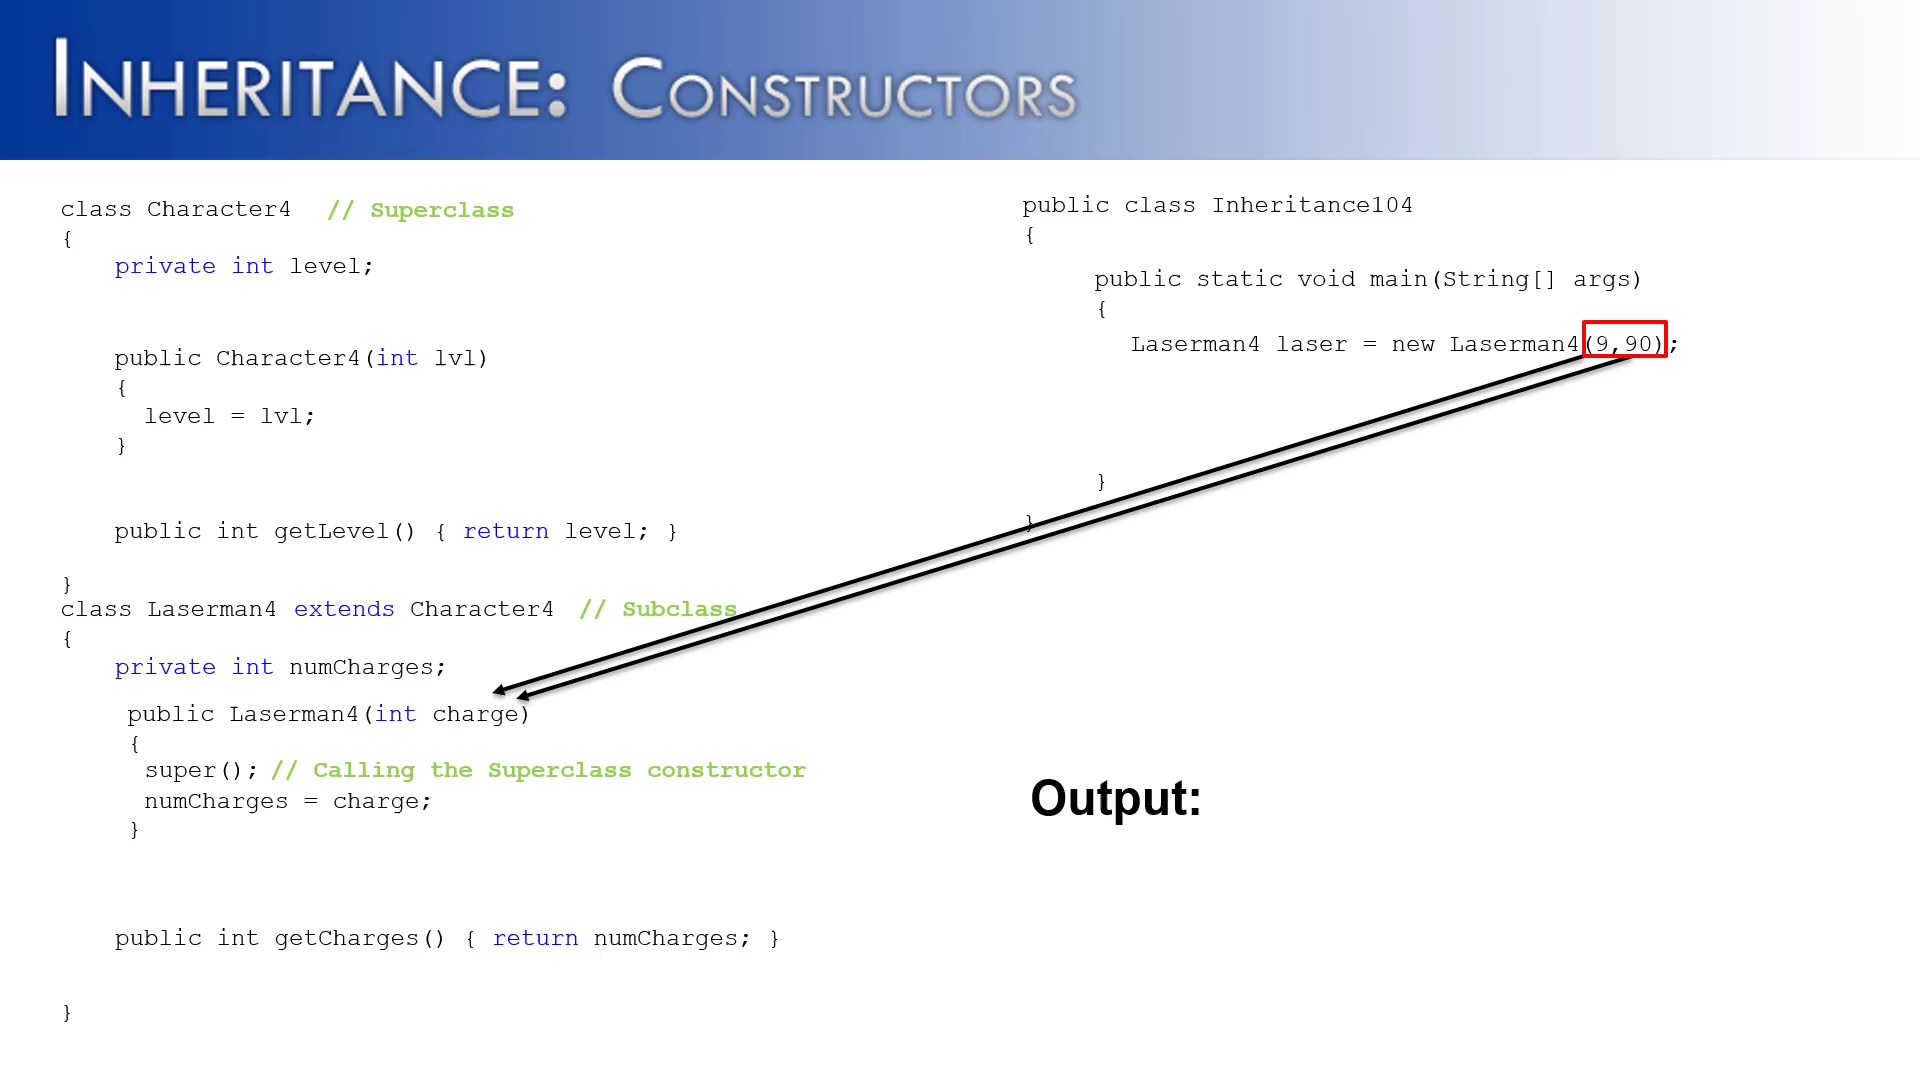 INHERITANCE: CONSTRUCTORS
class Character4 // Superclass
{
private int level;
public Character4(int lvl)
{
level = lvl;
}
public int getLevel() { return level; }
}
class Laserman4 extends Character4 // Subclass
{
private int numCharges;
public Laserman4(int charge)
{
super(); // Calling the Superclass constructor
numCharges = charge;
}
public int getCharges() { return numCharges; }
}
public class Inheritance104
{
public static void main(String[] args)
{
Laserman4 laser = new Laserman4(9,90);
}
}
Output: